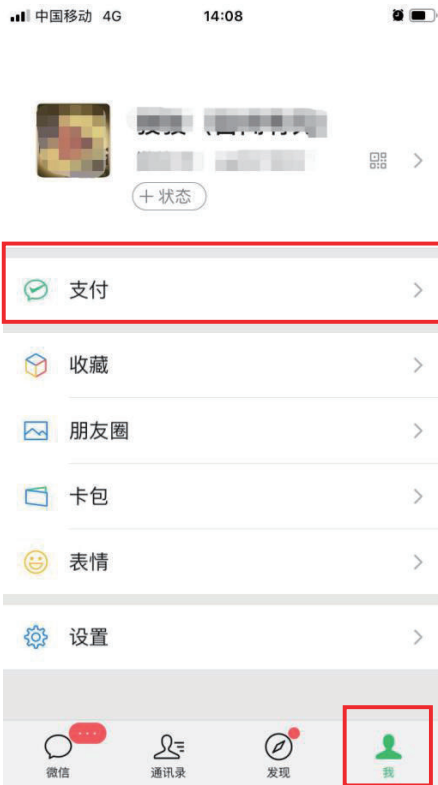 中国移动 4G 14:08
+ 状态
支付
收藏
朋友圈
卡包
表情
设置
微信 通讯录 发现 我